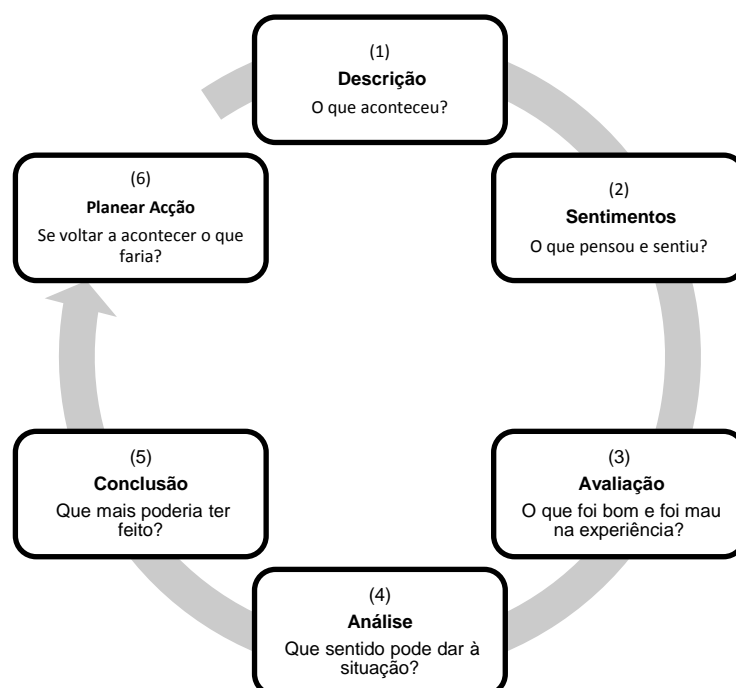 (1)
Descrição
O que aconteceu?
(2)
Sentimentos
O que pensou e sentiu?
(3)
Avaliação
O que foi bom e foi mau
na experiência?
(4)
Análise
Que sentido pode dar à
situação?
(5)
Conclusão
Que mais poderia ter
feito?
(6)
Planear Acção
Se voltar a acontecer o que
faria?